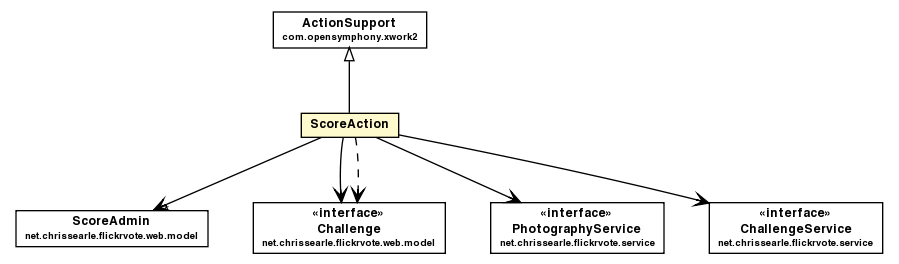 ActionSupport
com.opensymphony.xwork2
ScoreAction
ScoreAdmin
net.chrissearle.flickrvote.web.model
«interface»
Challenge
net.chrissearle.flickrvote.web.model
«interface»
PhotographyService
net.chrissearle.flickrvote.service
«interface»
ChallengeService
net.chrissearle.flickrvote.service